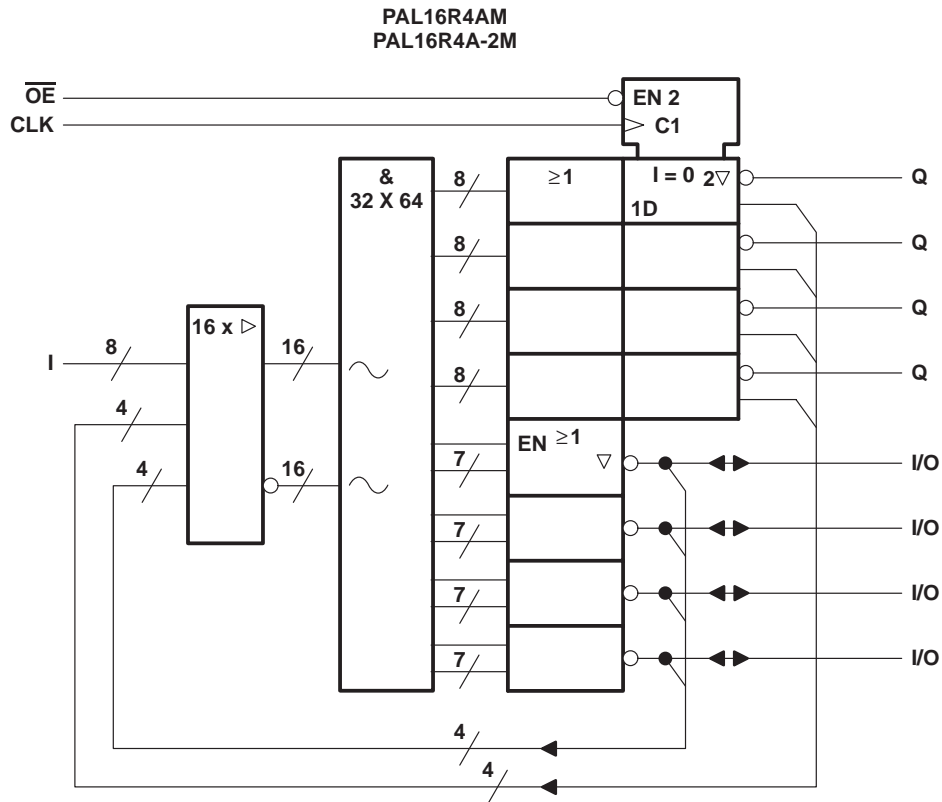 PAL16R4AM
PAL16R4A-2M
OE
EN 2
CLK
C1
&
32 X 64
8
≥1
I = 0
2▽
Q
1D
8
Q
8
Q
16 x ▷
I
8
16
8
Q
4
EN ≥1
▽
4
16
7
I/O
7
I/O
7
I/O
7
I/O
4
4